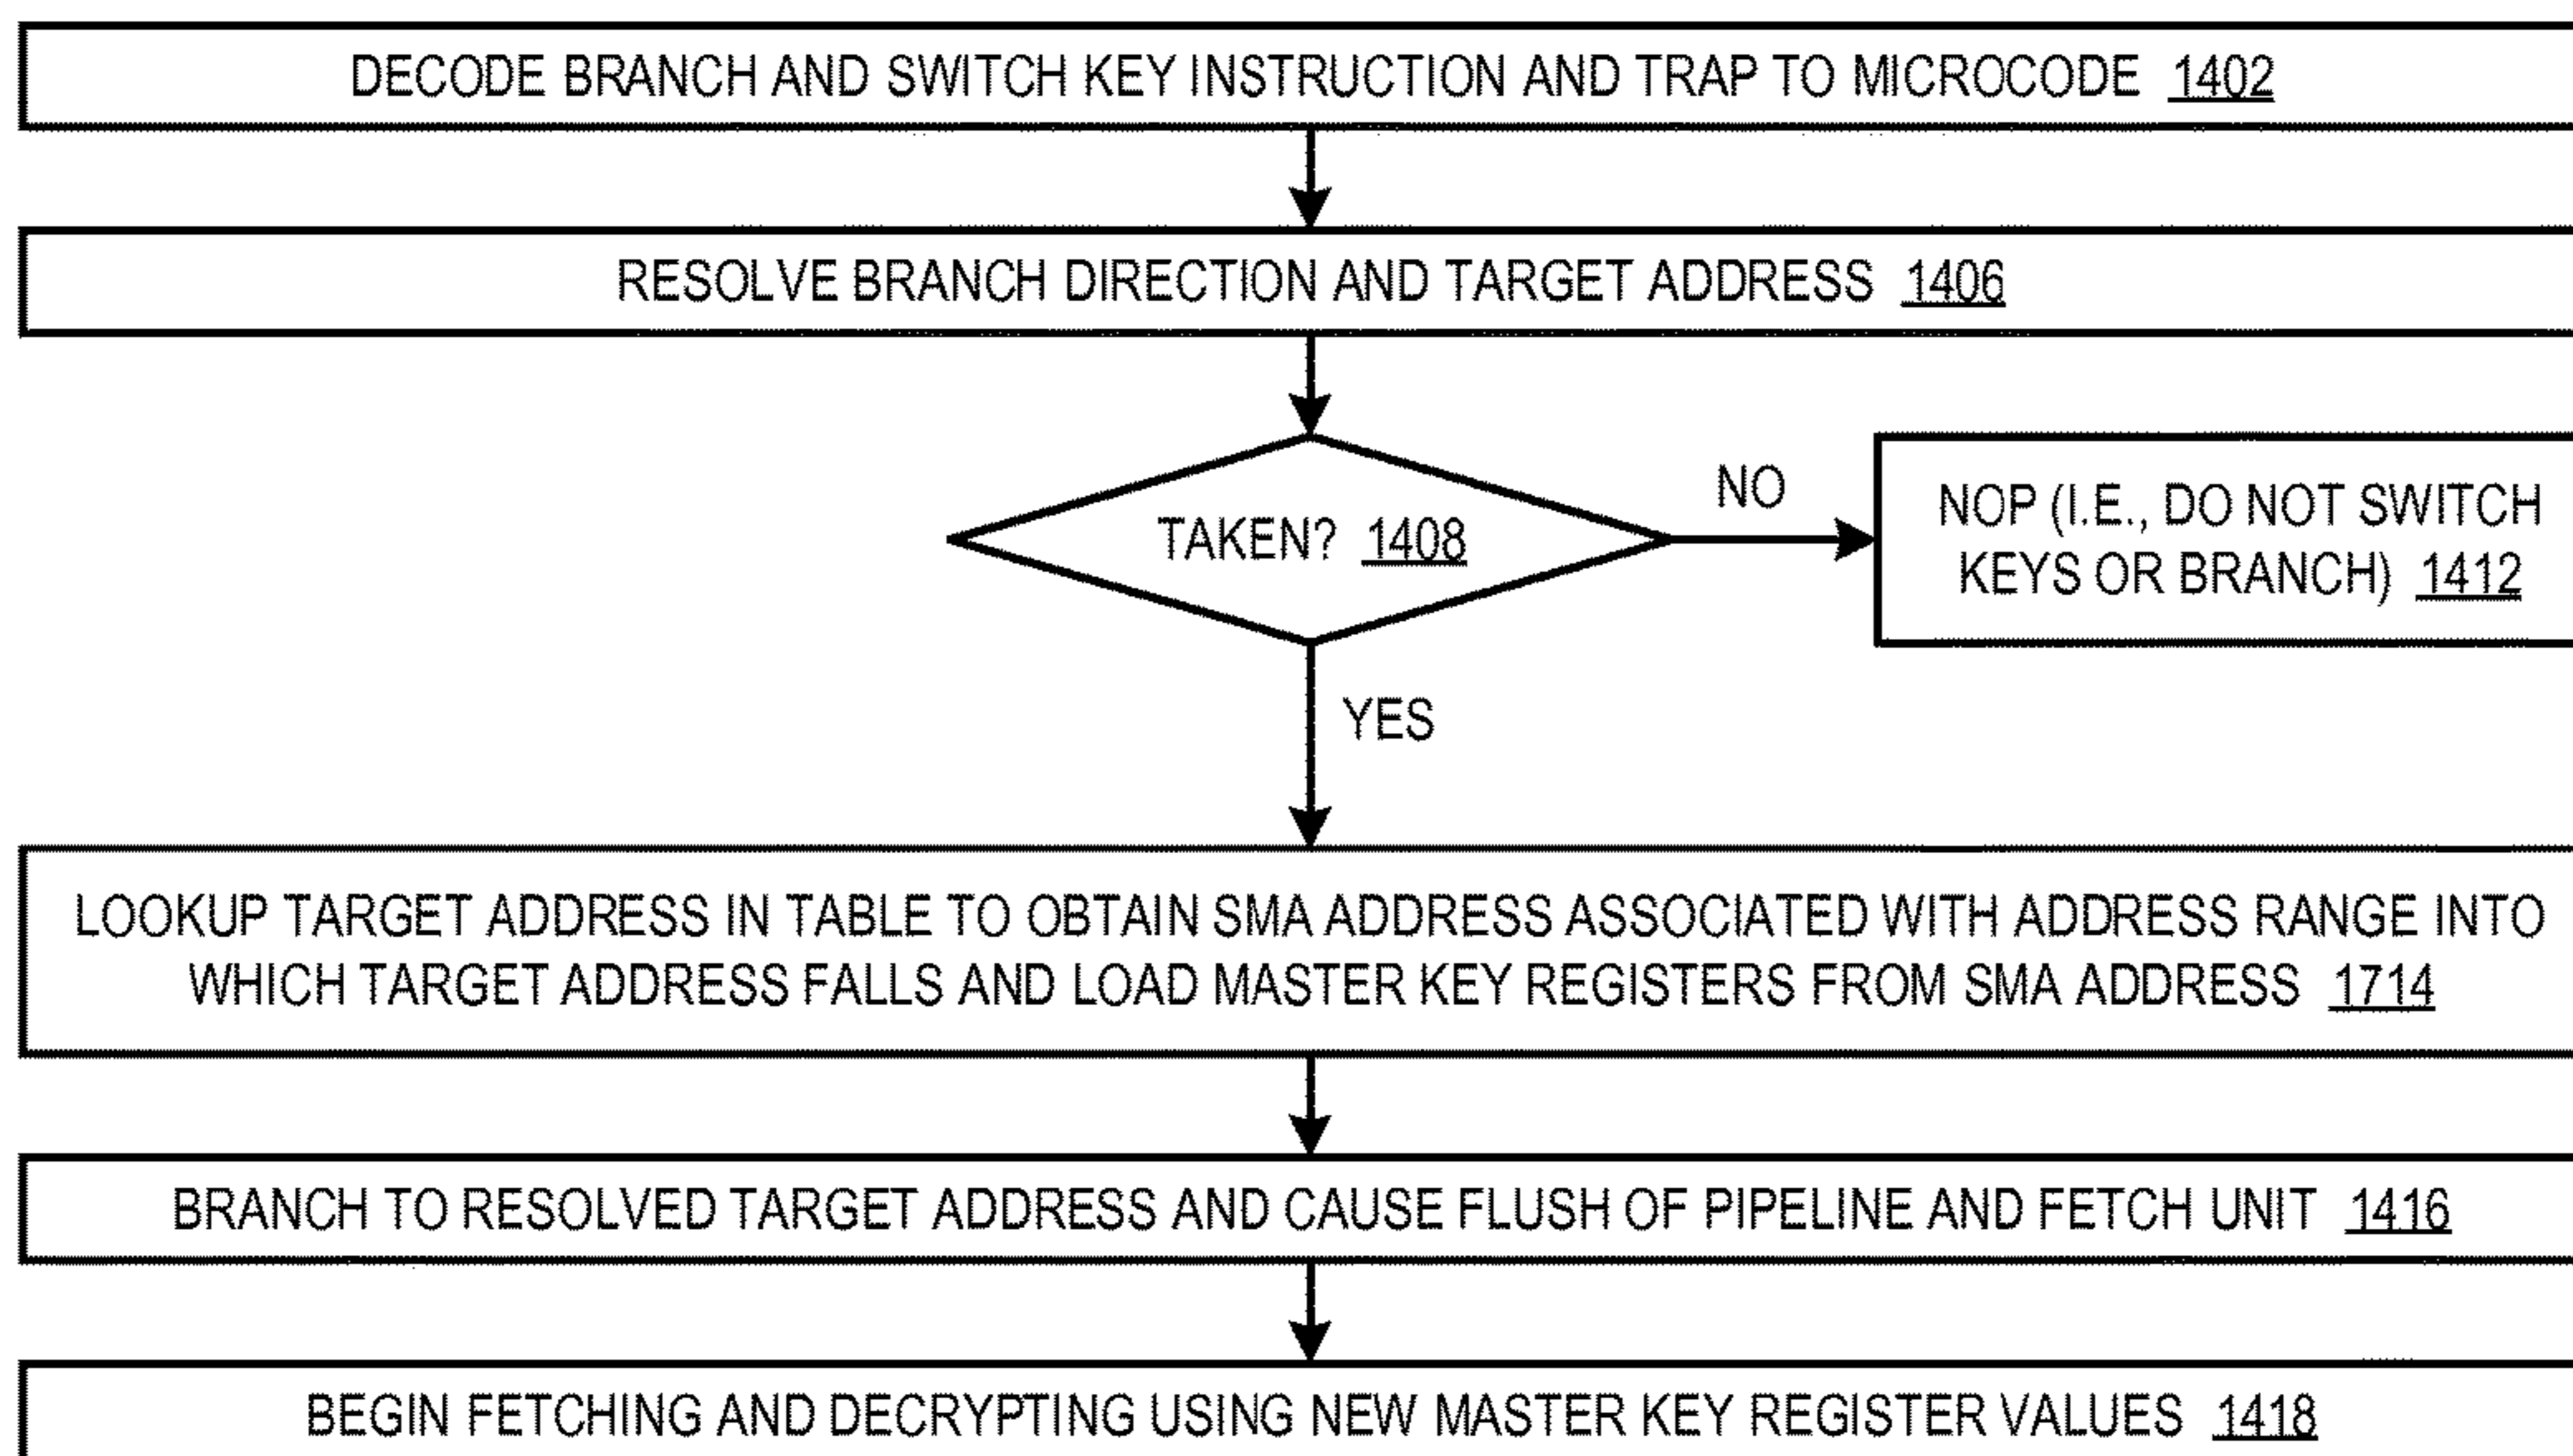 DECODE BRANCH AND SWITCH KEY INSTRUCTION AND TRAP TO MICROCODE 1402
RESOLVE BRANCH DIRECTION AND TARGET ADDRESS 1406
TAKEN? 1408
NO
NOP (I.E., DO NOT SWITCH
KEYS OR BRANCH) 1412
YES
LOOKUP TARGET ADDRESS IN TABLE TO OBTAIN SMA ADDRESS ASSOCIATED WITH ADDRESS RANGE INTO
WHICH TARGET ADDRESS FALLS AND LOAD MASTER KEY REGISTERS FROM SMA ADDRESS 1714
BRANCH TO RESOLVED TARGET ADDRESS AND CAUSE FLUSH OF PIPELINE AND FETCH UNIT 1416
BEGIN FETCHING AND DECRYPTING USING NEW MASTER KEY REGISTER VALUES 1418